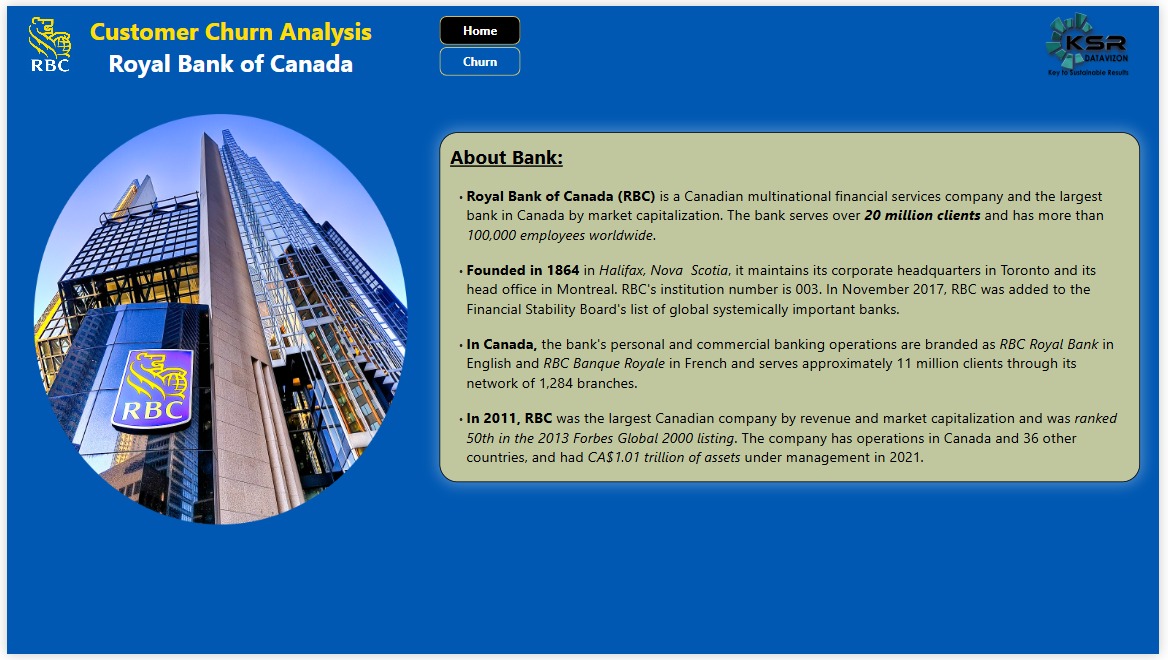 RBC
Customer Churn Analysis
Royal Bank of Canada
Home
Churn
KSR
DATAVIZON
Key to Sustainable Results
RBC
About Bank:
• Royal Bank of Canada (RBC) is a Canadian multinational financial services company and the largest
bank in Canada by market capitalization. The bank serves over 20 million clients and has more than
100,000 employees worldwide.
• Founded in 1864 in Halifax, Nova  Scotia, it maintains its corporate headquarters in Toronto and its
head office in Montreal. RBC's institution number is 003. In November 2017, RBC was added to the
Financial Stability Board's list of global systemically important banks.
• In Canada, the bank's personal and commercial banking operations are branded as RBC Royal Bank in
English and RBC Banque Royale in French and serves approximately 11 million clients through its
network of 1,284 branches.
• In 2011, RBC was the largest Canadian company by revenue and market capitalization and was ranked
50th in the 2013 Forbes Global 2000 listing. The company has operations in Canada and 36 other
countries, and had CA$1.01 trillion of assets under management in 2021.